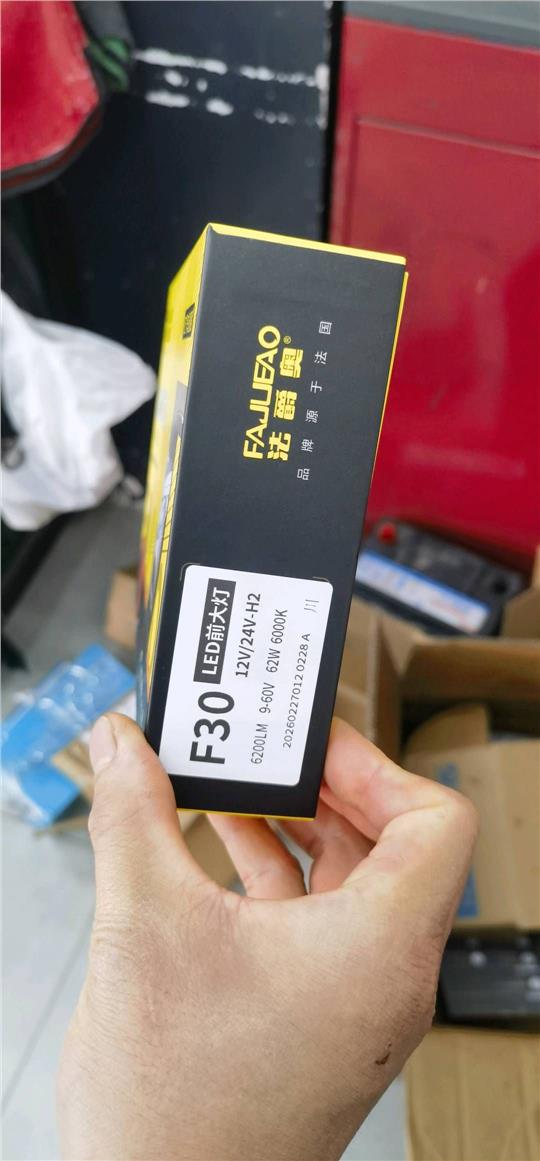 FAJUEAO®
法爵奥
品牌源于法国
F30 LED前大灯
12V/24V-H2
6200LM 9-60V 62W 6000K
20260227012 0228 A